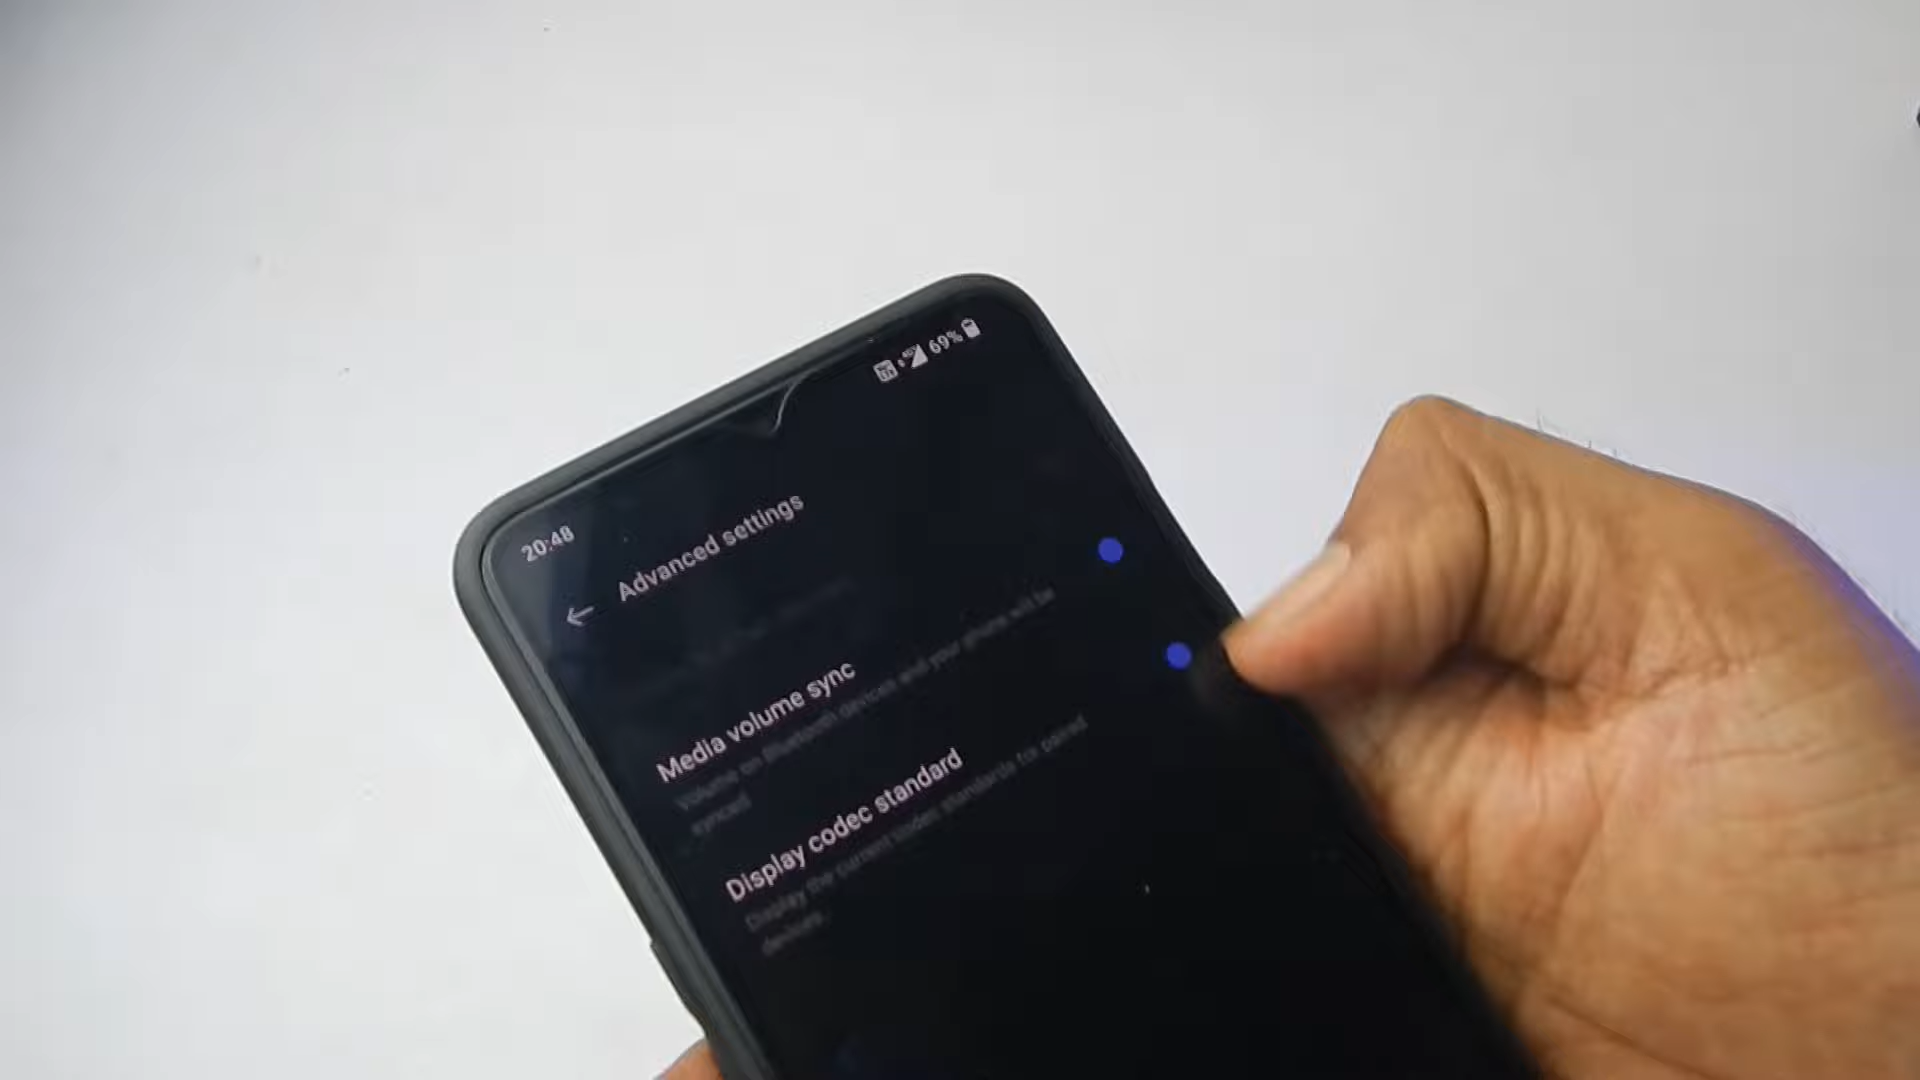 20:48
69%
Advanced settings
Media volume sync
Volume on Bluetooth devices and your phone will be
synced
Display codec standard
Display the current codec standards for paired
devices.